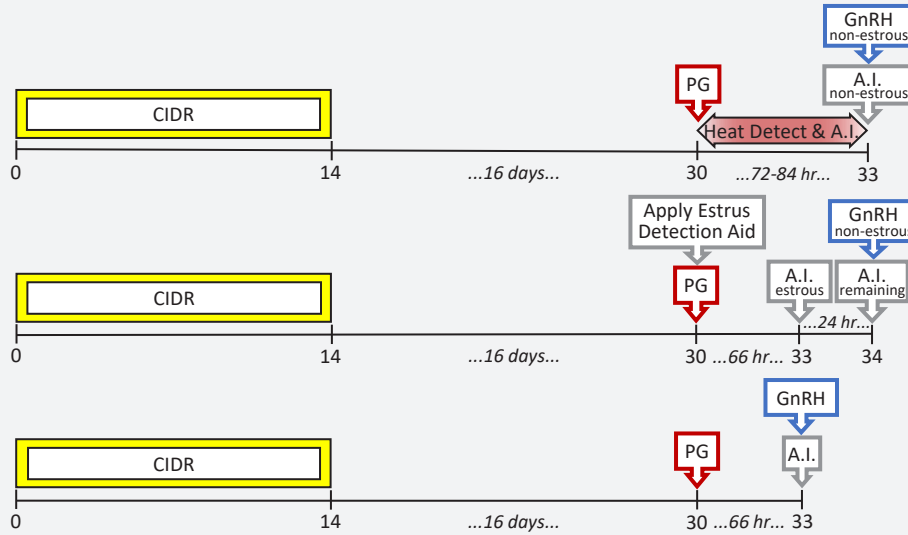 GnRH
non-estrous
PG
A.I.
non-estrous
CIDR
Heat Detect & A.I.
0
14
...16 days...
30
...72-84 hr...
33
Apply Estrus
Detection Aid
GnRH
non-estrous
CIDR
PG
A.I.
estrous
A.I.
remaining
...24 hr...
0
14
...16 days...
30
...66 hr...
33
34
GnRH
CIDR
PG
A.I.
0
14
...16 days...
30
...66 hr...
33